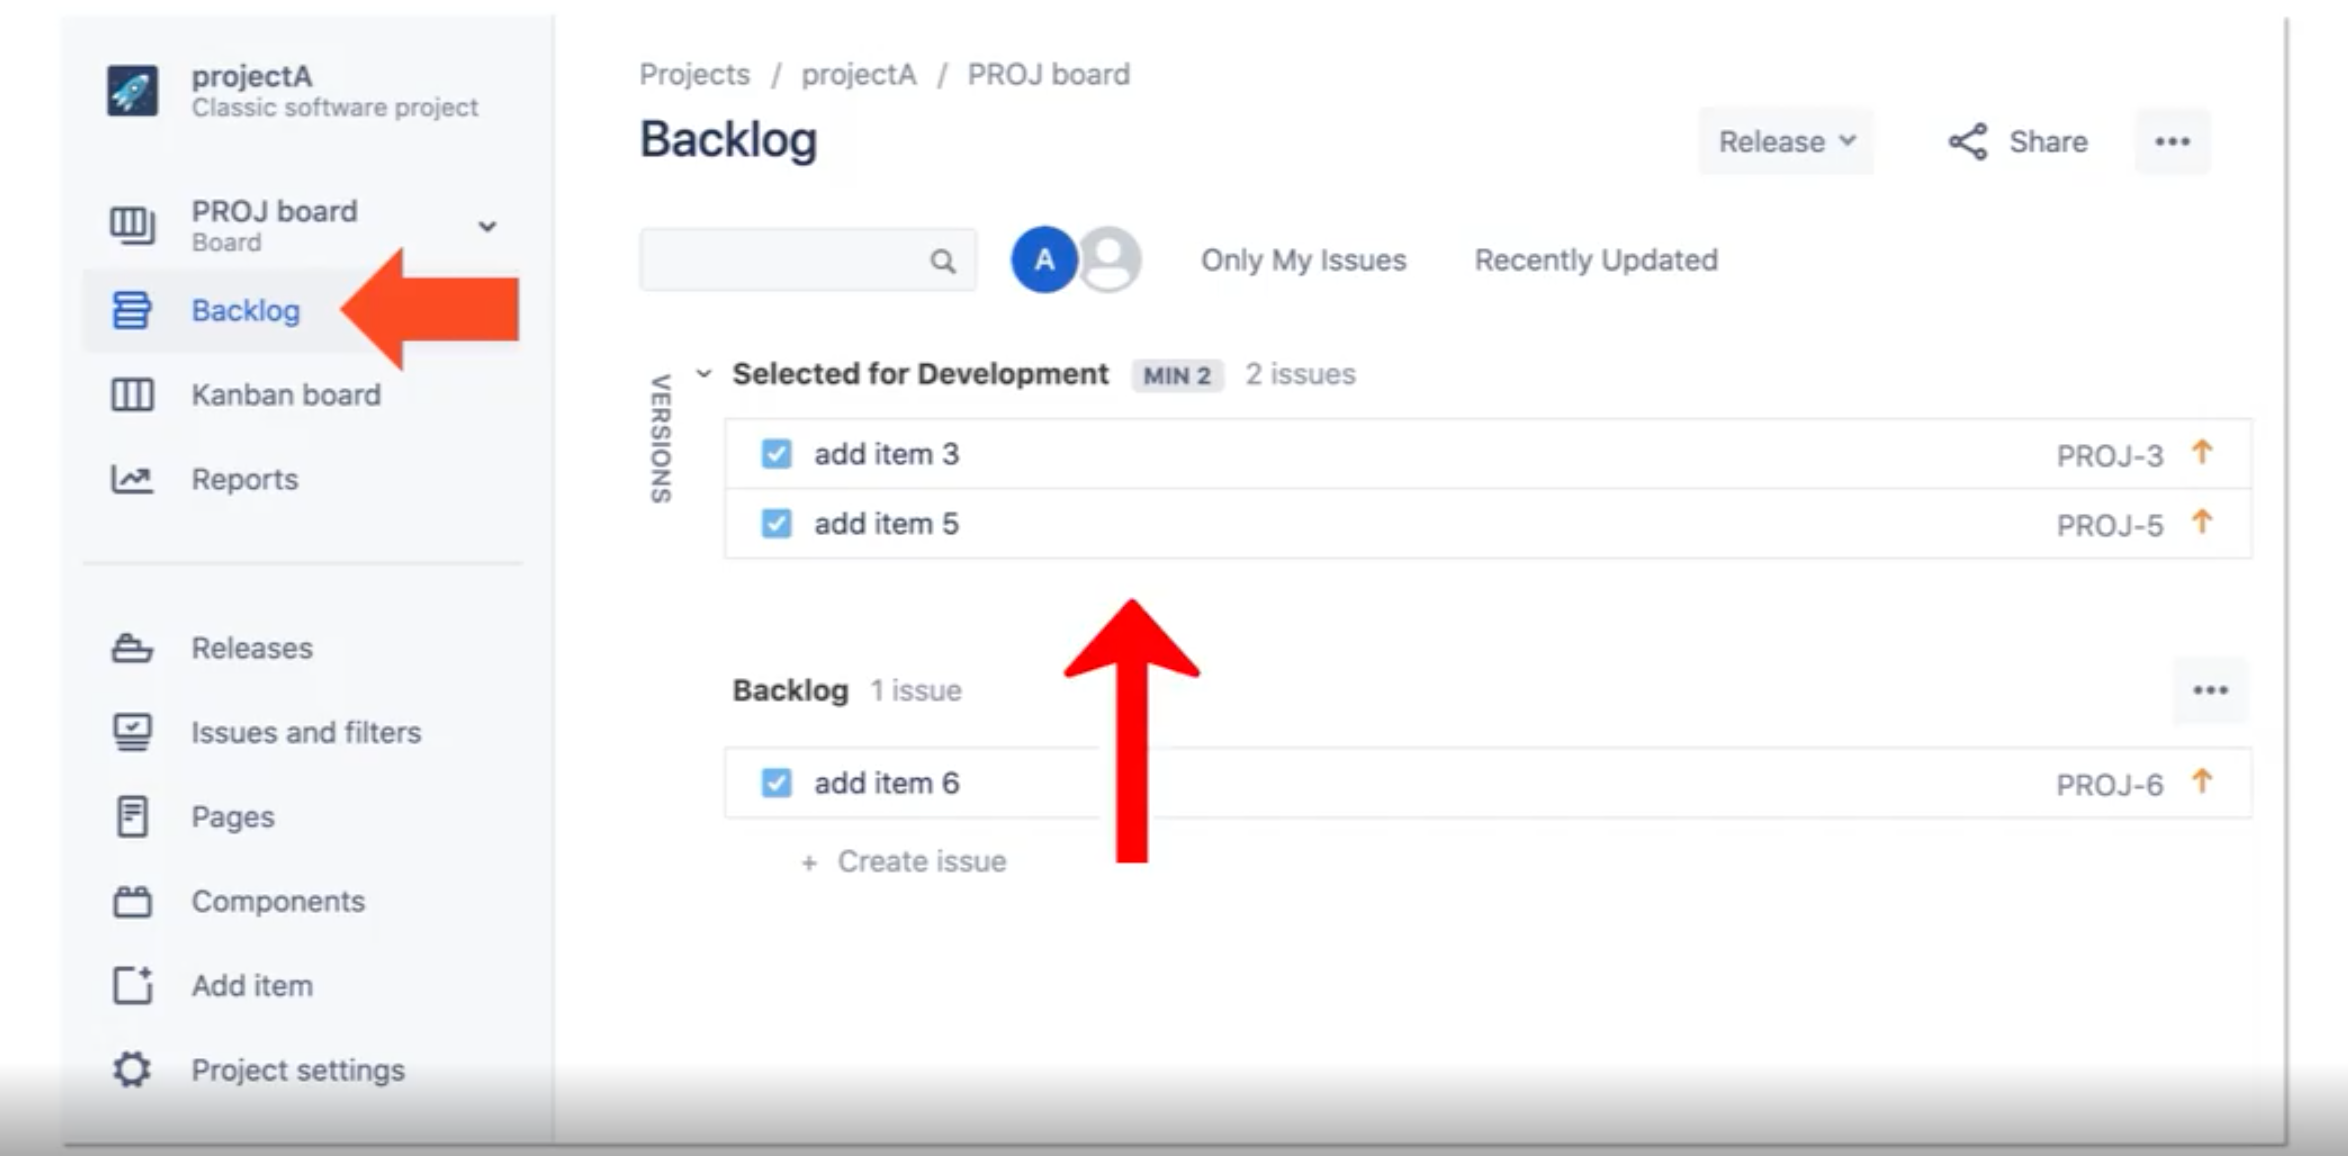 projectA
Classic software project
PROJ board
Board
Backlog
Kanban board
Reports
Releases
Issues and filters
Pages
Components
Add item
Project settings
Projects / projectA / PROJ board
Backlog
Release
Share
A
Only My Issues
Recently Updated
VERSIONS
Selected for Development MIN 2 2 issues
add item 3 PROJ-3
add item 5 PROJ-5
Backlog 1 issue
add item 6 PROJ-6
+ Create issue